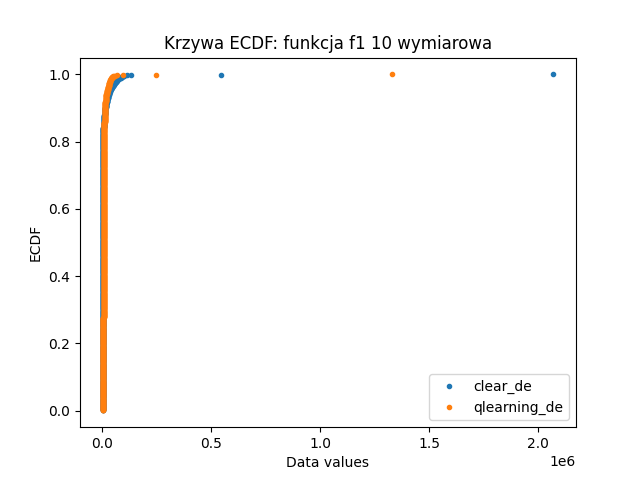 Krzywa ECDF: funkcja f1 10 wymiarowa
1.0
0.8
0.6
0.4
0.2
0.0
ECDF
0.0 0.5 1.0 1.5 2.0
1e6
Data values
clear_de
qlearning_de